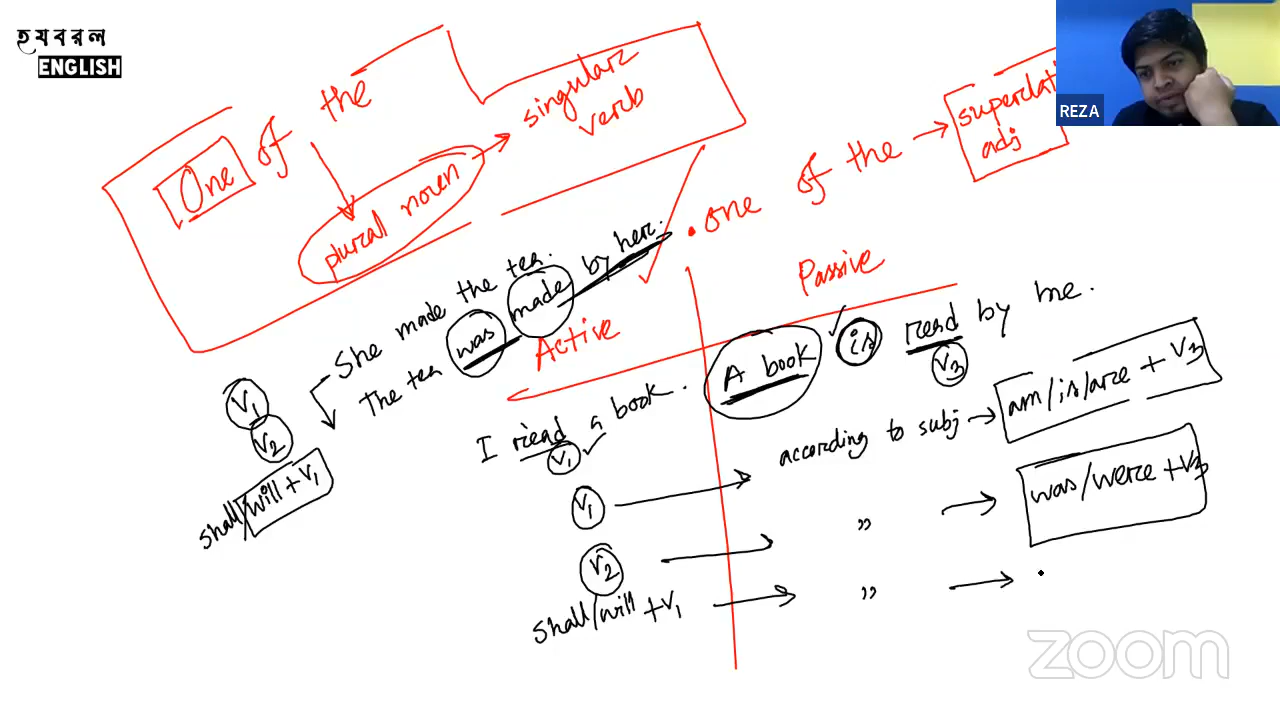 হ য ব র ল
ENGLISH
REZA
One of the
plural noun
singular verb
• one of the → adj
She made the tea.
The tea was made by her.
Active
Passive
I read a book.
V1
A book is read by me.
V3
V1
V2
shall/will + V1
V1 → according to subj → am/is/are + V3
V2 → " → was/were + V3
shall/will + V1 → " →
zoom